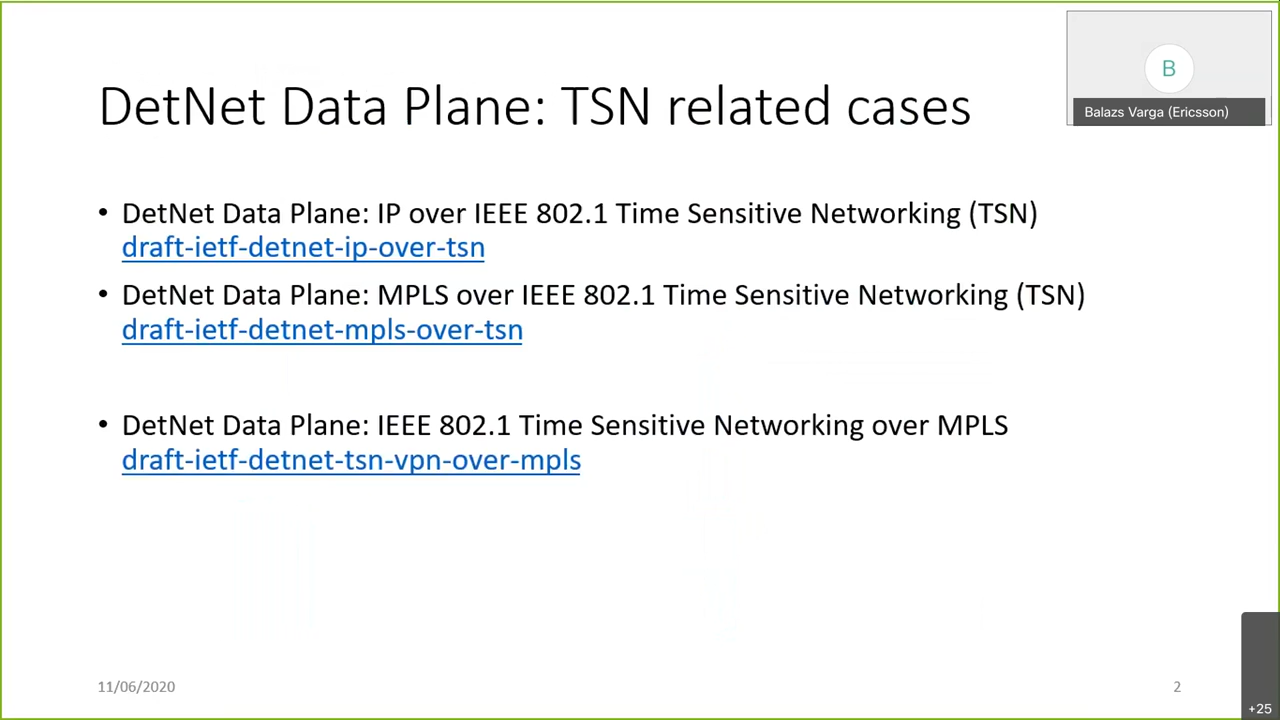 DetNet Data Plane: TSN related cases
B
Balazs Varga (Ericsson)
• DetNet Data Plane: IP over IEEE 802.1 Time Sensitive Networking (TSN)
draft-ietf-detnet-ip-over-tsn
• DetNet Data Plane: MPLS over IEEE 802.1 Time Sensitive Networking (TSN)
draft-ietf-detnet-mpls-over-tsn
• DetNet Data Plane: IEEE 802.1 Time Sensitive Networking over MPLS
draft-ietf-detnet-tsn-vpn-over-mpls
11/06/2020
2
+25